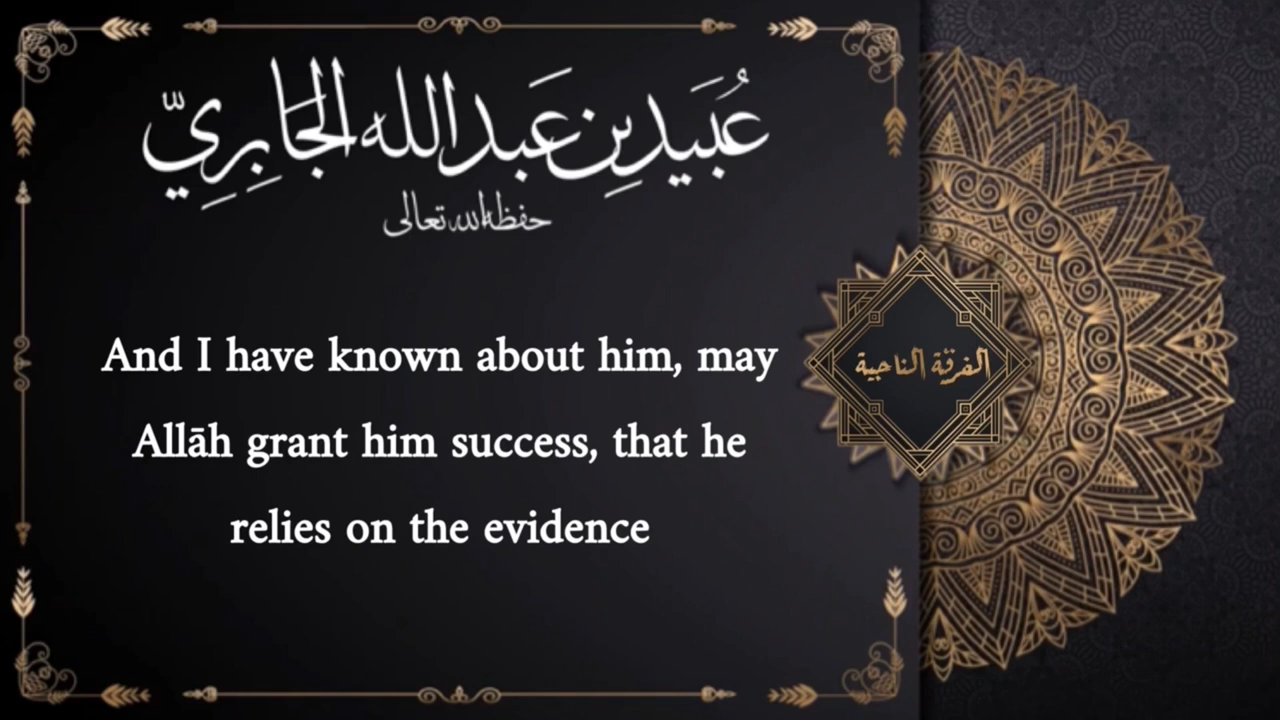 عُبَيد بن عَبد الله الجَابِرِيّ
حفظه الله تعالى
And I have known about him, may
Allāh grant him success, that he
relies on the evidence
الفرقة الناجية